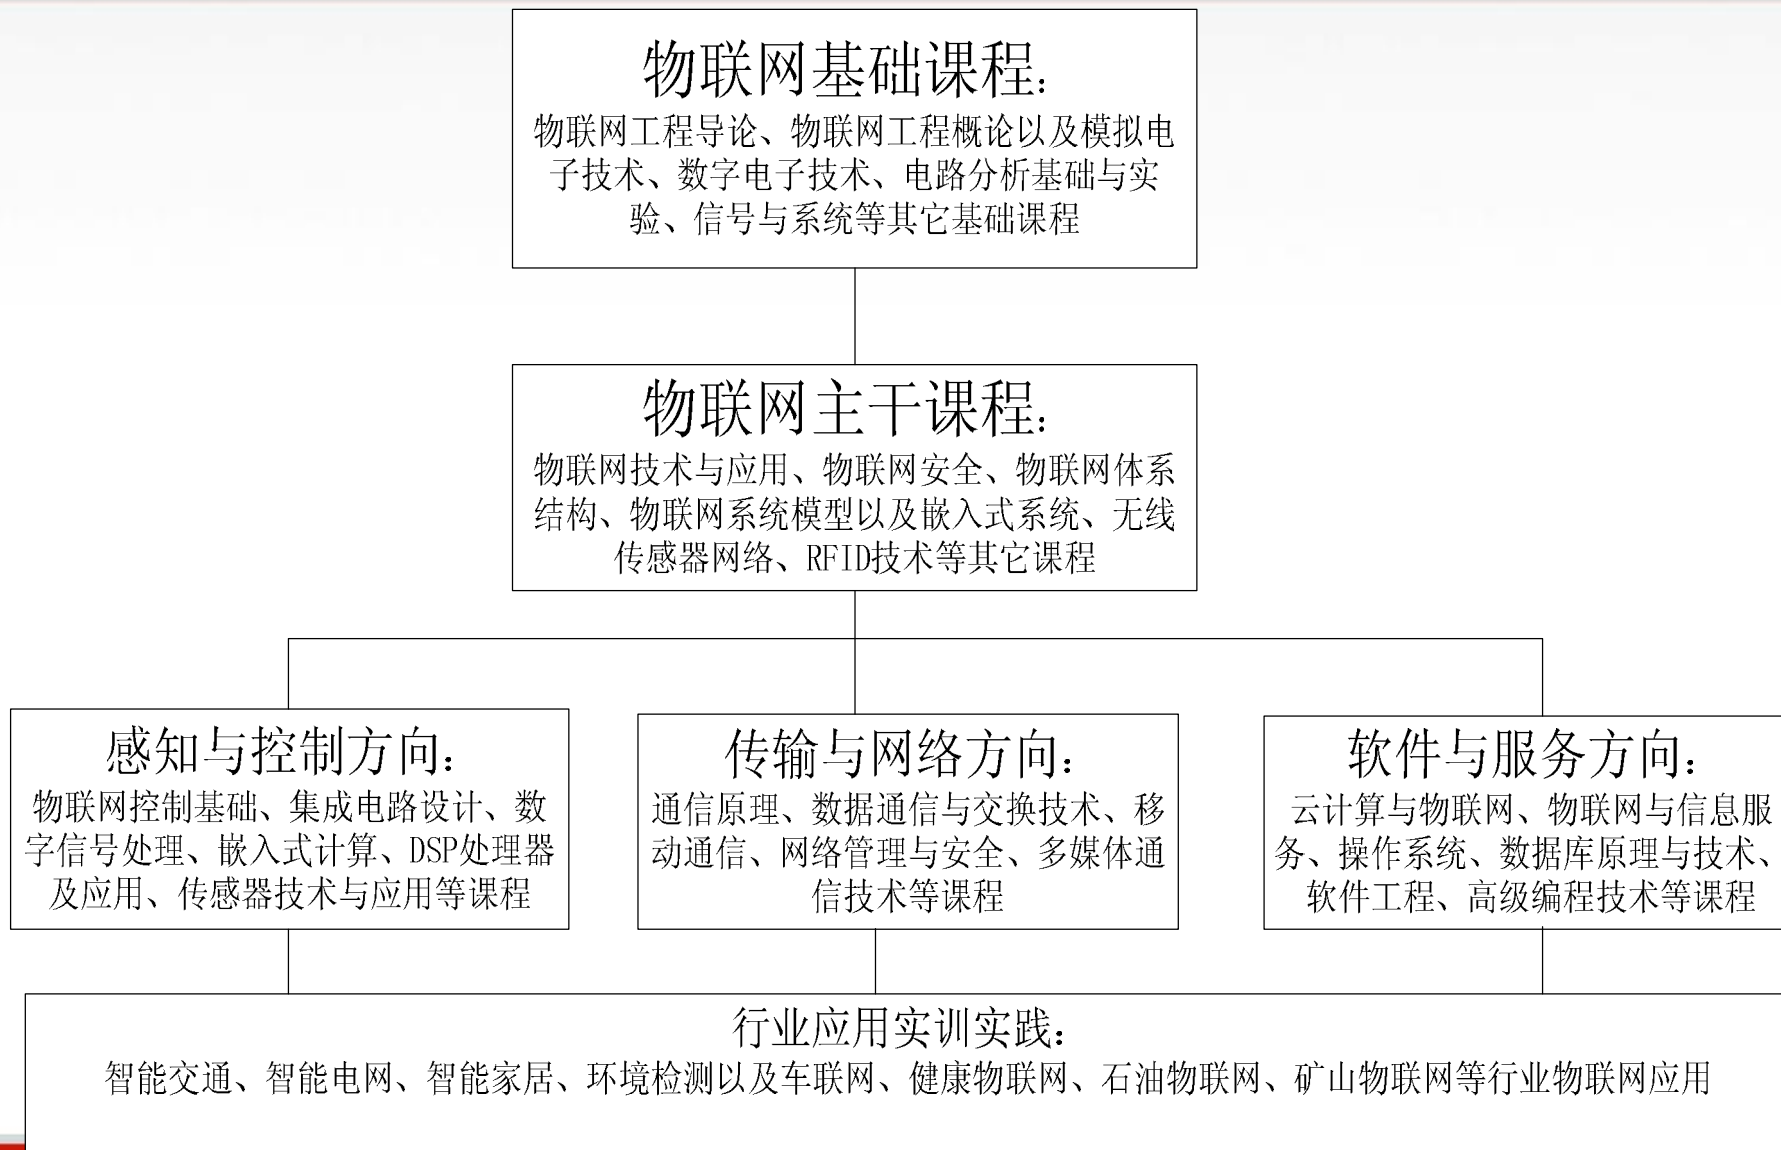 物联网基础课程：
物联网工程导论、物联网工程概论以及模拟电
子技术、数字电子技术、电路分析基础与实
验、信号与系统等其它基础课程
物联网主干课程：
物联网技术与应用、物联网安全、物联网体系
结构、物联网系统模型以及嵌入式系统、无线
传感器网络、RFID技术等其它课程
感知与控制方向：
物联网控制基础、集成电路设计、数
字信号处理、嵌入式计算、DSP处理器
及应用、传感器技术与应用等课程
传输与网络方向：
通信原理、数据通信与交换技术、移
动通信、网络管理与安全、多媒体通
信技术等课程
软件与服务方向：
云计算与物联网、物联网与信息服
务、操作系统、数据库原理与技术、
软件工程、高级编程技术等课程
行业应用实训实践：
智能交通、智能电网、智能家居、环境检测以及车联网、健康物联网、石油物联网、矿山物联网等行业物联网应用